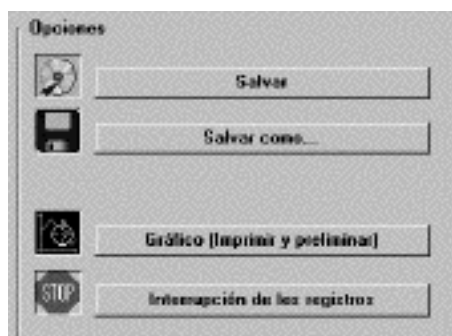 Opciones
Salvar
Salvar como...
Gráfico (Imprimir y preliminar)
STOP
Interrupción de los registros